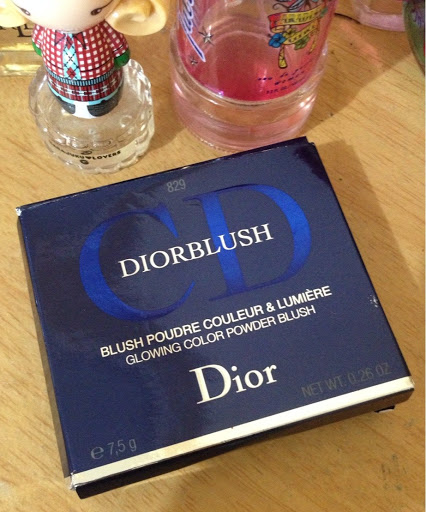 LOVERS
829
CD
DIORBLUSH
BLUSH POUDRE COULEUR & LUMIÈRE
GLOWING COLOR POWDER BLUSH
Dior
NET WT. 0.26 OZ
e 7,5 g